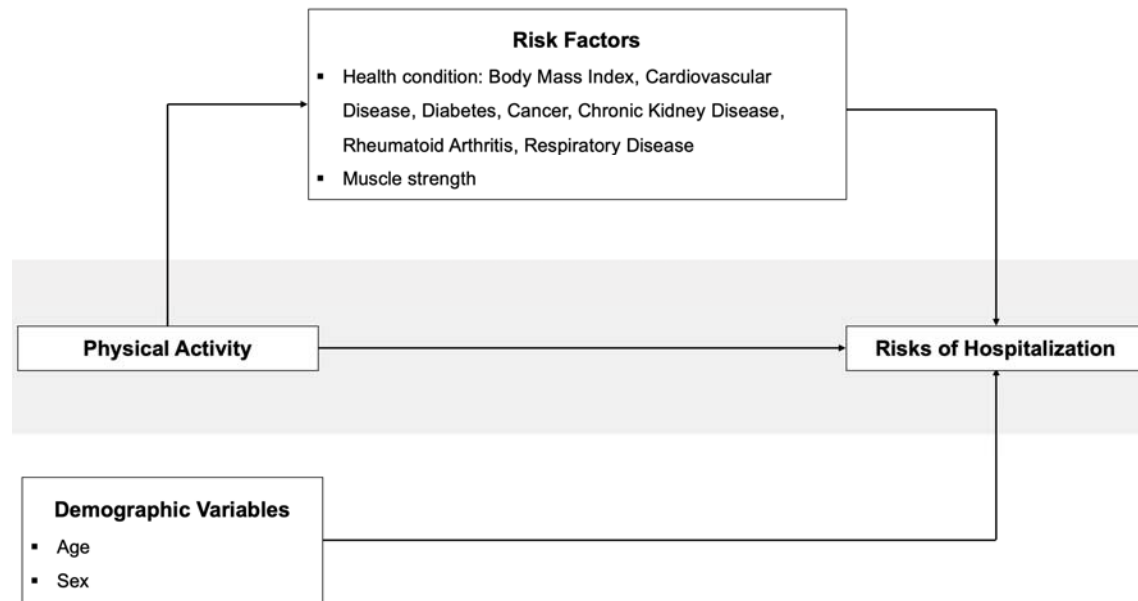 Risk Factors
▪ Health condition: Body Mass Index, Cardiovascular
Disease, Diabetes, Cancer, Chronic Kidney Disease,
Rheumatoid Arthritis, Respiratory Disease
▪ Muscle strength
Physical Activity
Risks of Hospitalization
Demographic Variables
▪ Age
▪ Sex